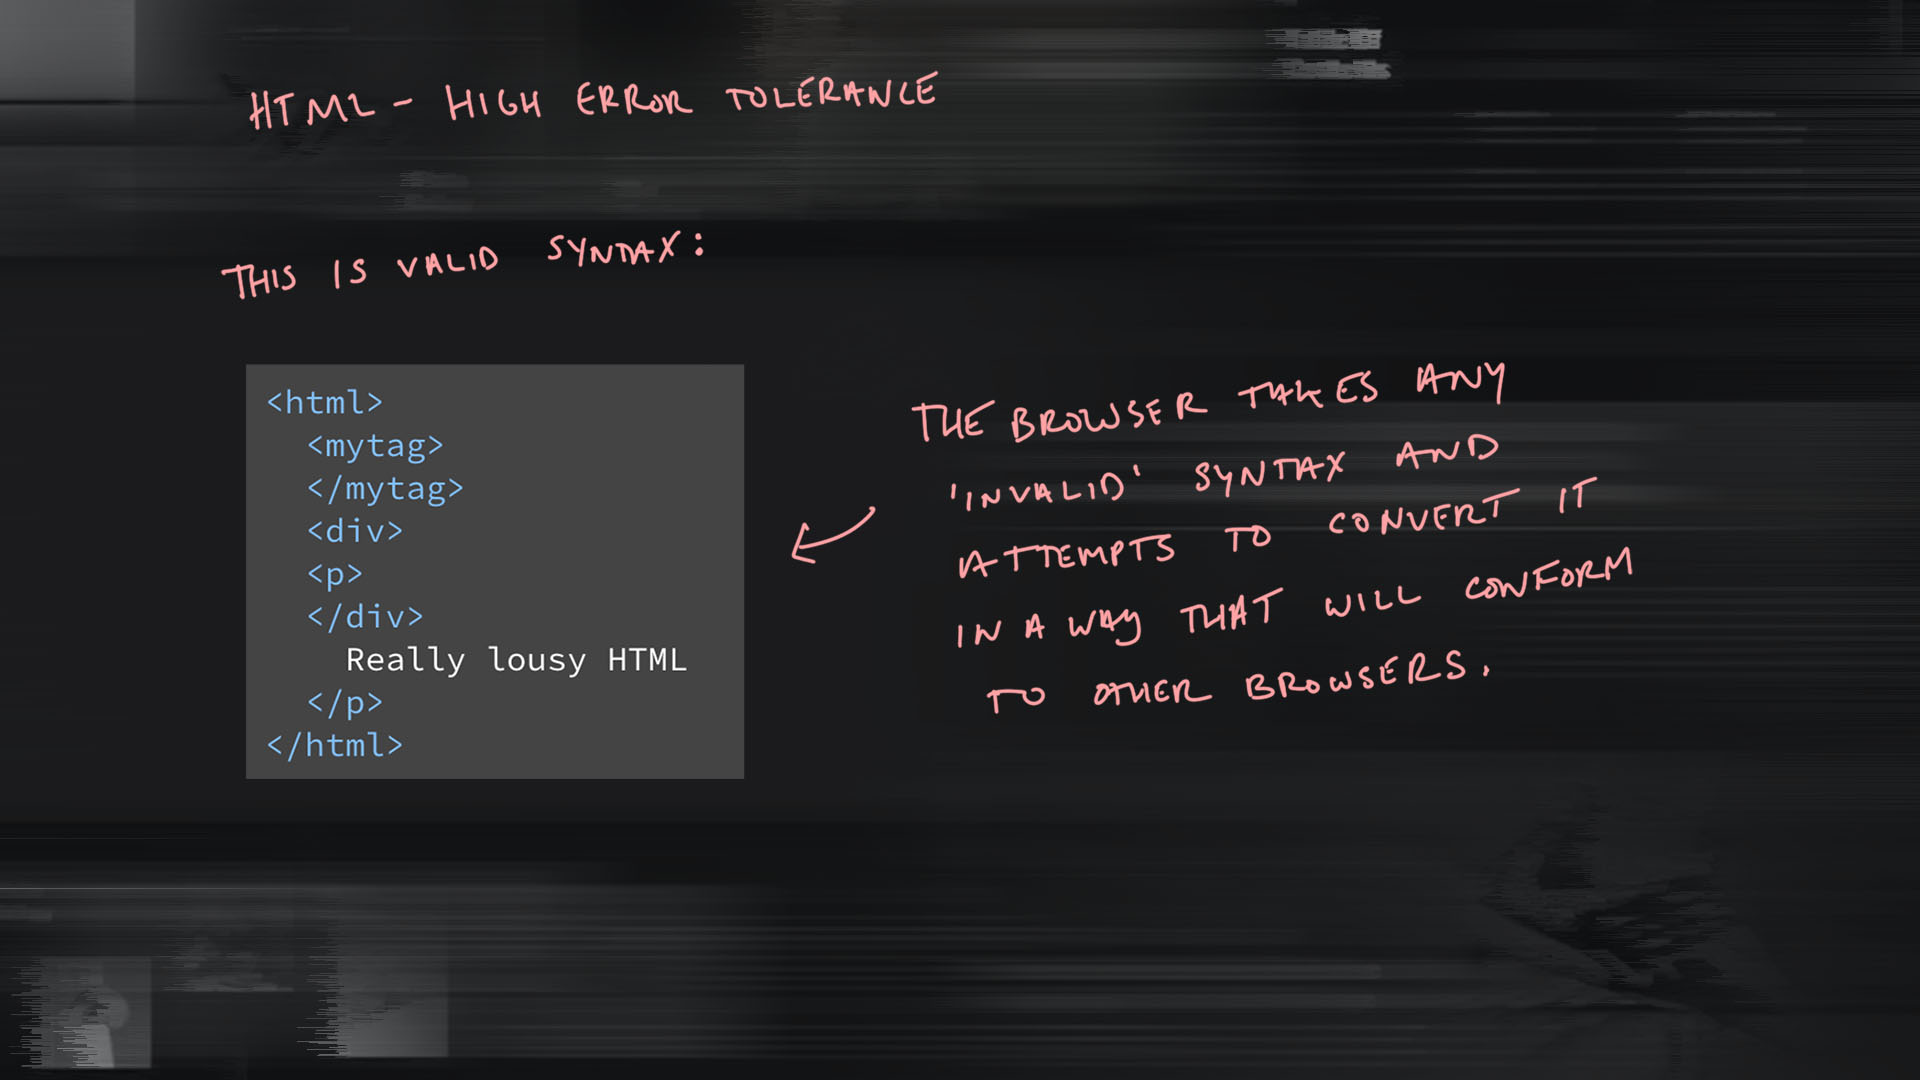 HTML - HIGH ERROR TOLERANCE
THIS IS VALID SYNTAX:
<html>
<mytag>
</mytag>
<div>
<p>
</div>
Really lousy HTML
</p>
</html>
THE BROWSER TAKES ANY
'INVALID' SYNTAX AND
ATTEMPTS TO CONVERT IT
IN A WAY THAT WILL CONFORM
TO OTHER BROWSERS.